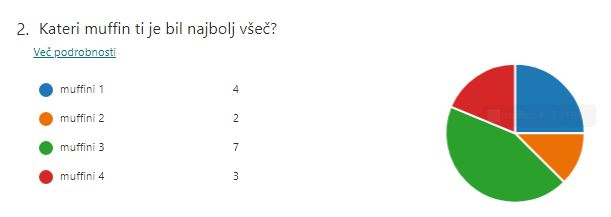 2. Kateri muffin ti je bil najbolj všeč?
Več podrobnosti
muffini 1 4
muffini 2 2
muffini 3 7
muffini 4 3